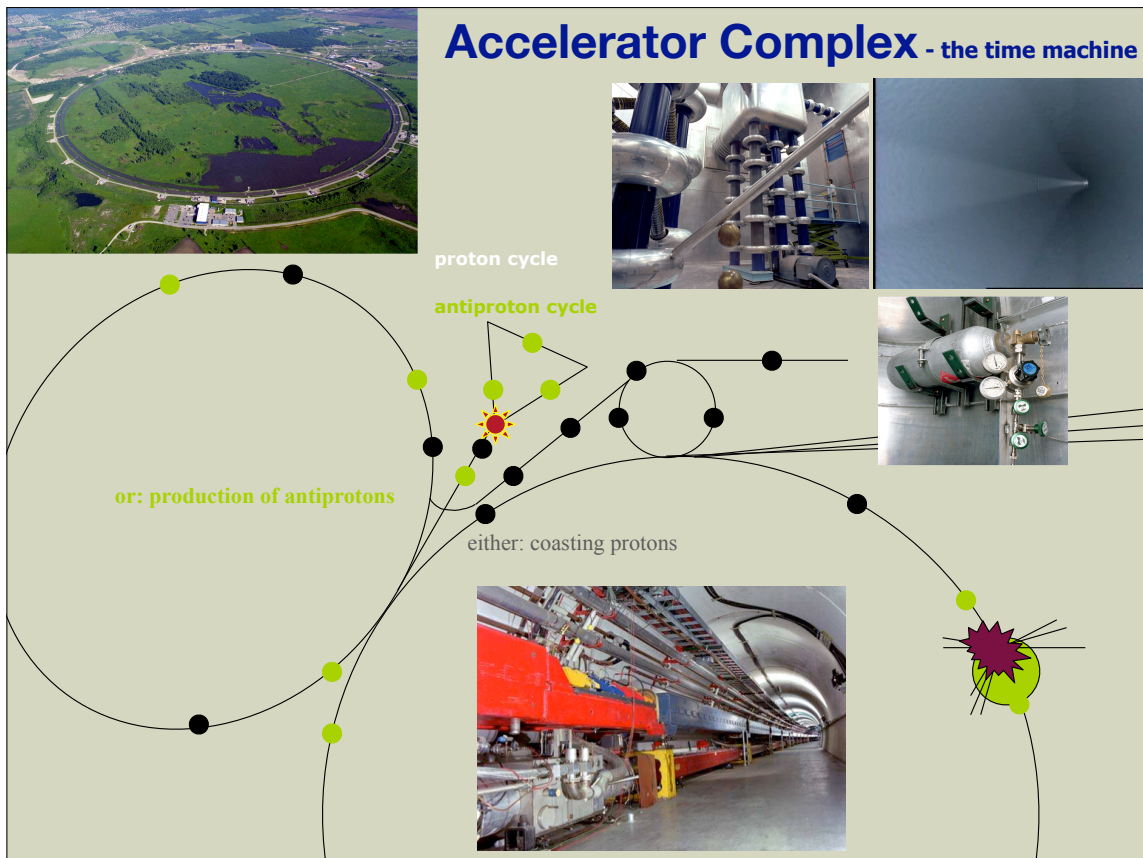 Accelerator Complex - the time machine
proton cycle
antiproton cycle
or: production of antiprotons
either: coasting protons